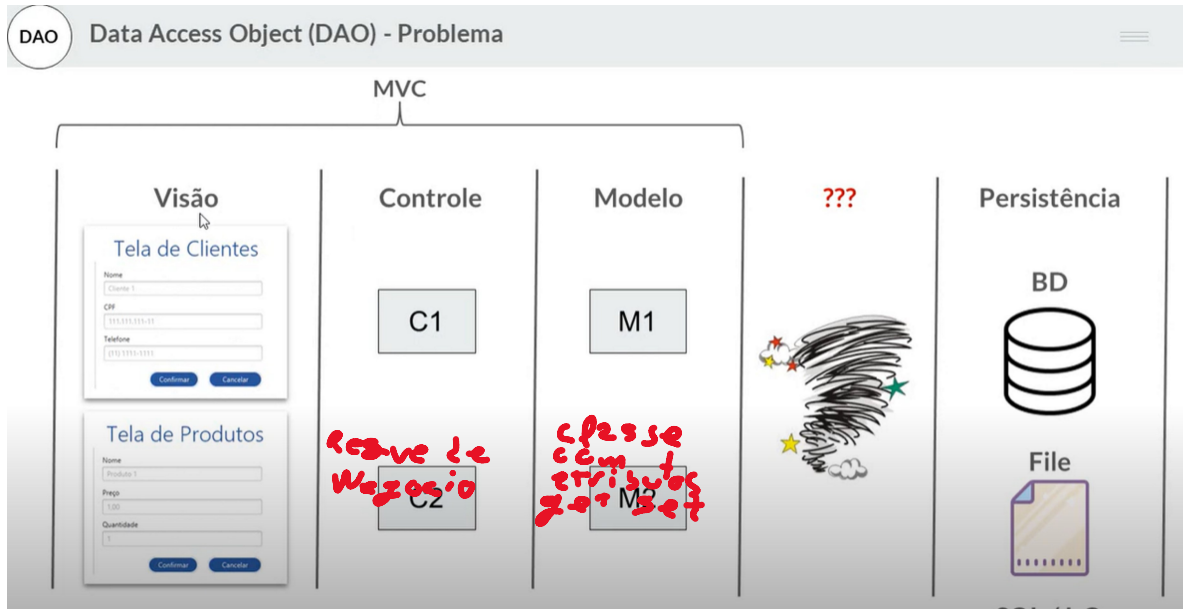 DAO
Data Access Object (DAO) - Problema
MVC
Visão
Controle
Modelo
???
Persistência
Tela de Clientes
Nome
Cliente 1
CPF
111.111.111-11
Telefone
(11) 1111-1111
Confirmar
Cancelar
C1
M1
BD
Tela de Produtos
Nome
Produto 1
Preço
1.00
Quantidade
1
Confirmar
Cancelar
de
Negocio
C2
classe
com
atributos
get set
M2
File